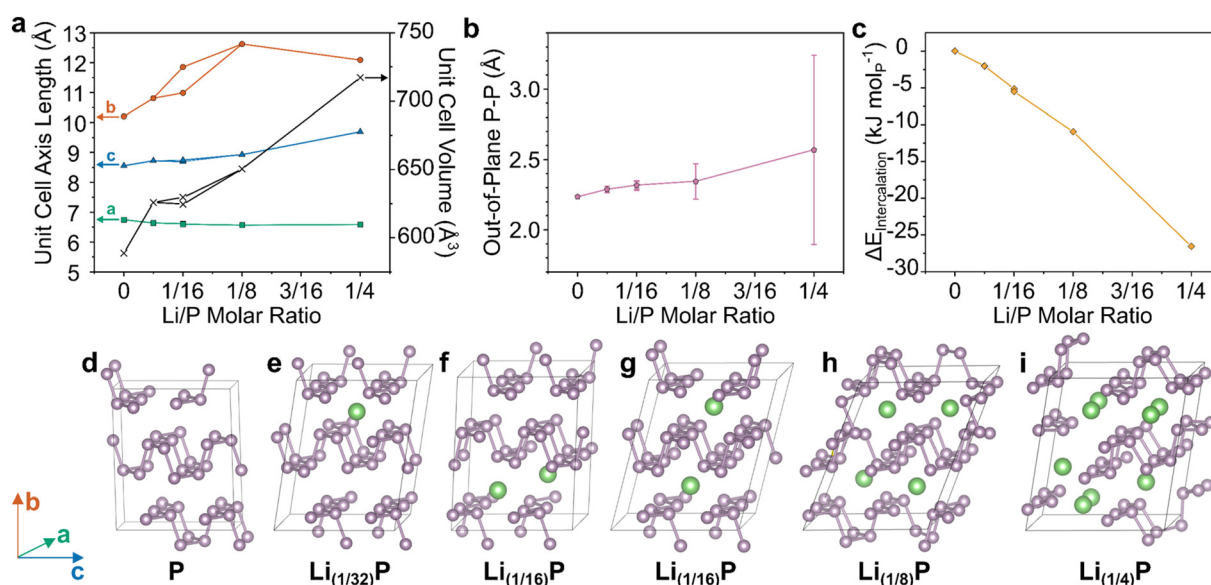 a
Unit Cell Axis Length (Å)
13
12
11
10
9
8
7
6
5
b
c
a
0 1/16 1/8 3/16 1/4
Li/P Molar Ratio
750
700
650
600
Unit Cell Volume (Å³)
b
Out-of-Plane P-P (Å)
3.0
2.5
2.0
0 1/16 1/8 3/16 1/4
Li/P Molar Ratio
c
ΔE_Intercalation (kJ mol_P⁻¹)
0
-5
-10
-15
-20
-25
-30
0 1/16 1/8 3/16 1/4
Li/P Molar Ratio
d e f g h i
b
a
c
P Li(1/32)P Li(1/16)P Li(1/16)P Li(1/8)P Li(1/4)P